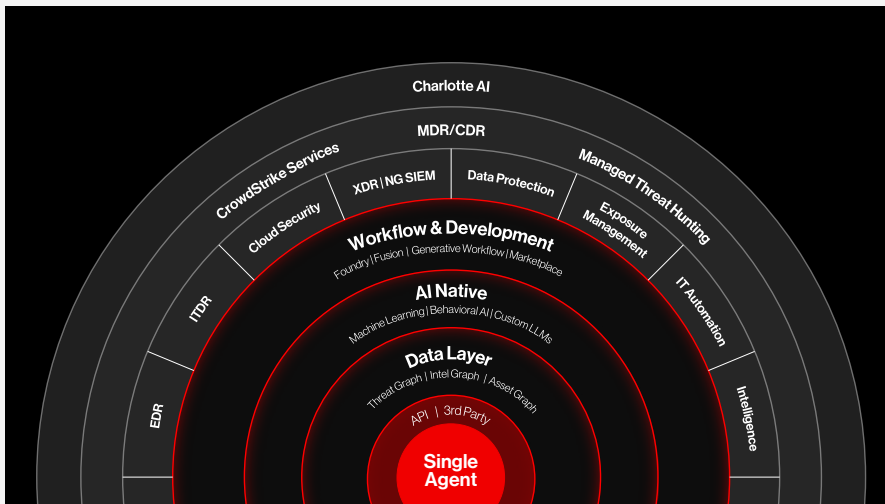 Charlotte AI
MDR/CDR
CrowdStrike Services
Managed Threat Hunting
EDR
ITDR
Cloud Security
XDR | NG SIEM
Data Protection
Exposure
Management
IT Automation
Intelligence
Workflow & Development
Foundry | Fusion | Generative Workflow | Marketplace
AI Native
Machine Learning | Behavioral AI | Custom LLMs
Data Layer
Threat Graph | Intel Graph | Asset Graph
API | 3rd Party
Single
Agent